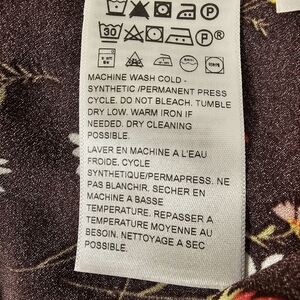 P
30 P
MACHINE WASH COLD -
SYNTHETIC /PERMANENT PRESS
CYCLE. DO NOT BLEACH. TUMBLE
DRY LOW. WARM IRON IF
NEEDED. DRY CLEANING
POSSIBLE.
LAVER EN MACHINE A L'EAU
FROIDE, CYCLE
SYNTHETIQUE/PERMAPRESS. NE
PAS BLANCHIR. SECHER EN
MACHINE A BASSE
TEMPERATURE. REPASSER A
TEMPERATURE MOYENNE AU
BESOIN. NETTOYAGE A SEC
POSSIBLE.